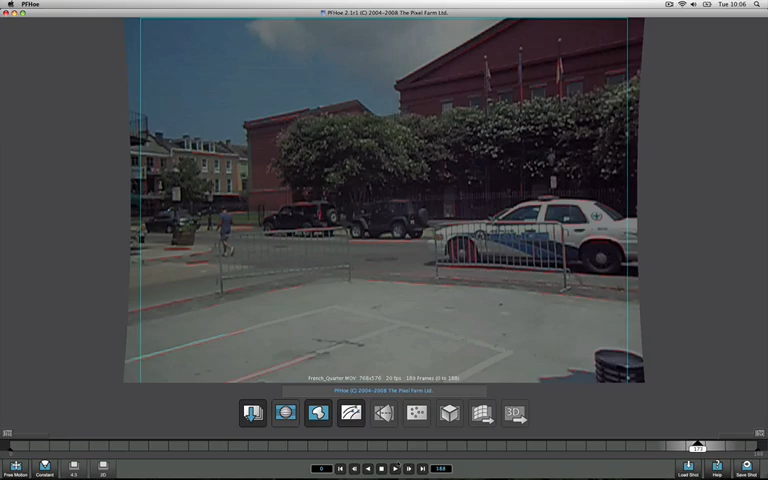 PFHoe
Tue 10:06
PFHoe 2.1r1 (C) 2004-2008 The Pixel Farm Ltd.
French_Quarter.MOV 768x576 20 fps 189 Frames (0 to 188)
PFHoe (C) 2004-2008 The Pixel Farm Ltd.
3D
173
188
0
188
Free Motion
Constant
4:3
2D
Load Shot
Help
Save Shot